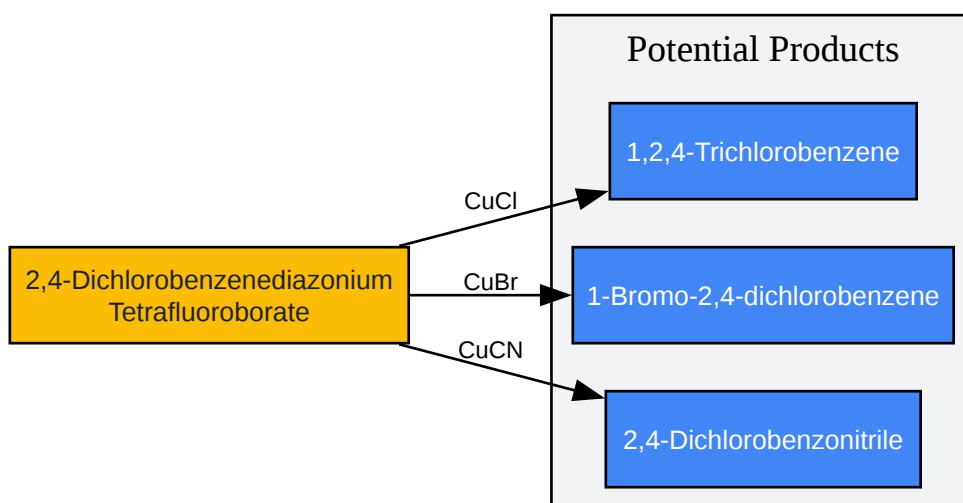 Potential Products
1,2,4-Trichlorobenzene
CuCl
2,4-Dichlorobenzenediazonium
Tetrafluoroborate
CuBr
1-Bromo-2,4-dichlorobenzene
CuCN
2,4-Dichlorobenzonitrile